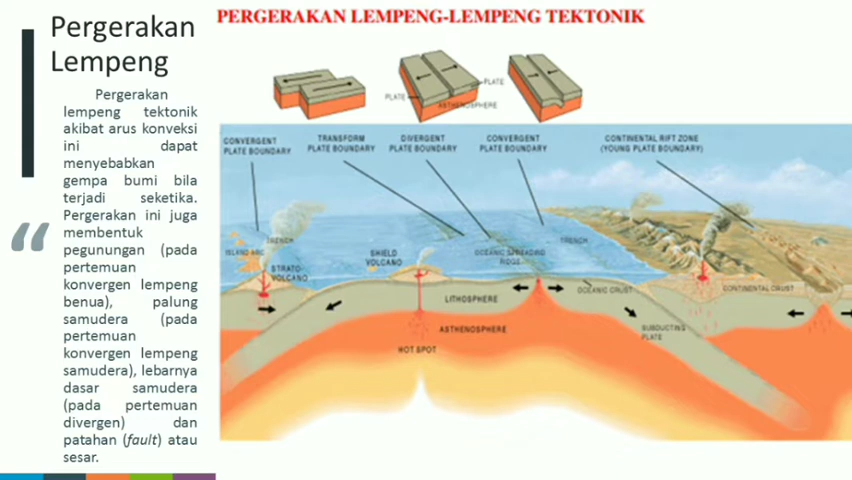 Pergerakan
Lempeng
Pergerakan
lempeng tektonik
akibat arus konveksi
ini dapat
menyebabkan
gempa bumi bila
terjadi seketika.
Pergerakan ini juga
membentuk
pegunungan (pada
pertemuan
konvergen lempeng
benua), palung
samudera (pada
pertemuan
konvergen lempeng
samudera), lebarnya
dasar samudera
(pada pertemuan
divergen) dan
patahan (fault) atau
sesar.
“
PERGERAKAN LEMPENG-LEMPENG TEKTONIK
PLATE
PLATE
ASTHENOSPHERE
CONVERGENT
PLATE BOUNDARY
TRANSFORM
PLATE BOUNDARY
DIVERGENT
PLATE BOUNDARY
CONVERGENT
PLATE BOUNDARY
CONTINENTAL RIFT ZONE
(YOUNG PLATE BOUNDARY)
TRENCH
ISLAND ARC
STRATO-
VOLCANO
SHIELD
VOLCANO
OCEANIC SPREADING
RIDGE
TRENCH
LITHOSPHERE
OCEANIC CRUST
CONTINENTAL CRUST
ASTHENOSPHERE
SUBDUCTING
PLATE
HOT SPOT